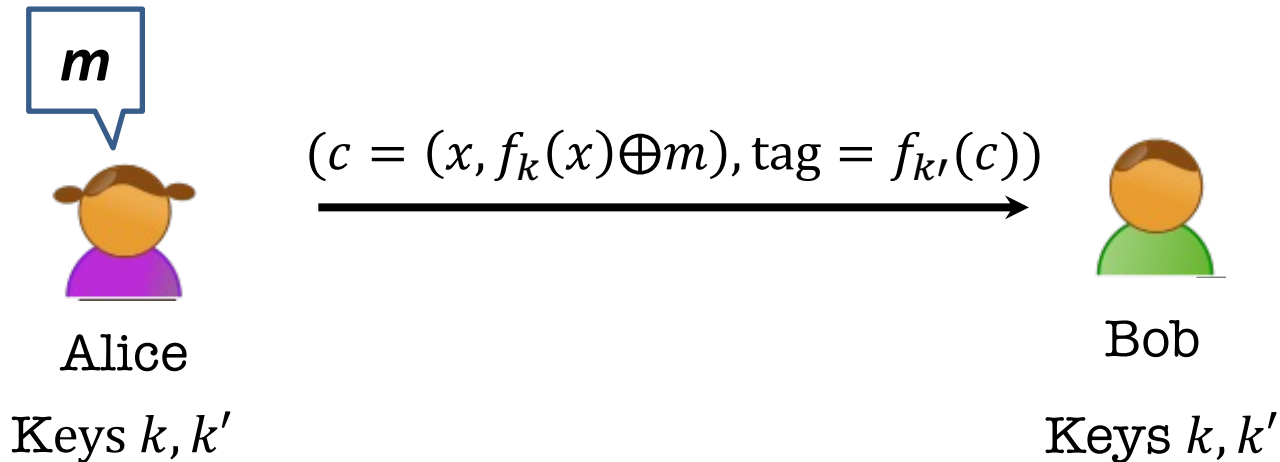 m
(c = (x, f_k(x)⊕m), tag = f_{k′}(c))
Alice
Bob
Keys k, k′
Keys k, k′